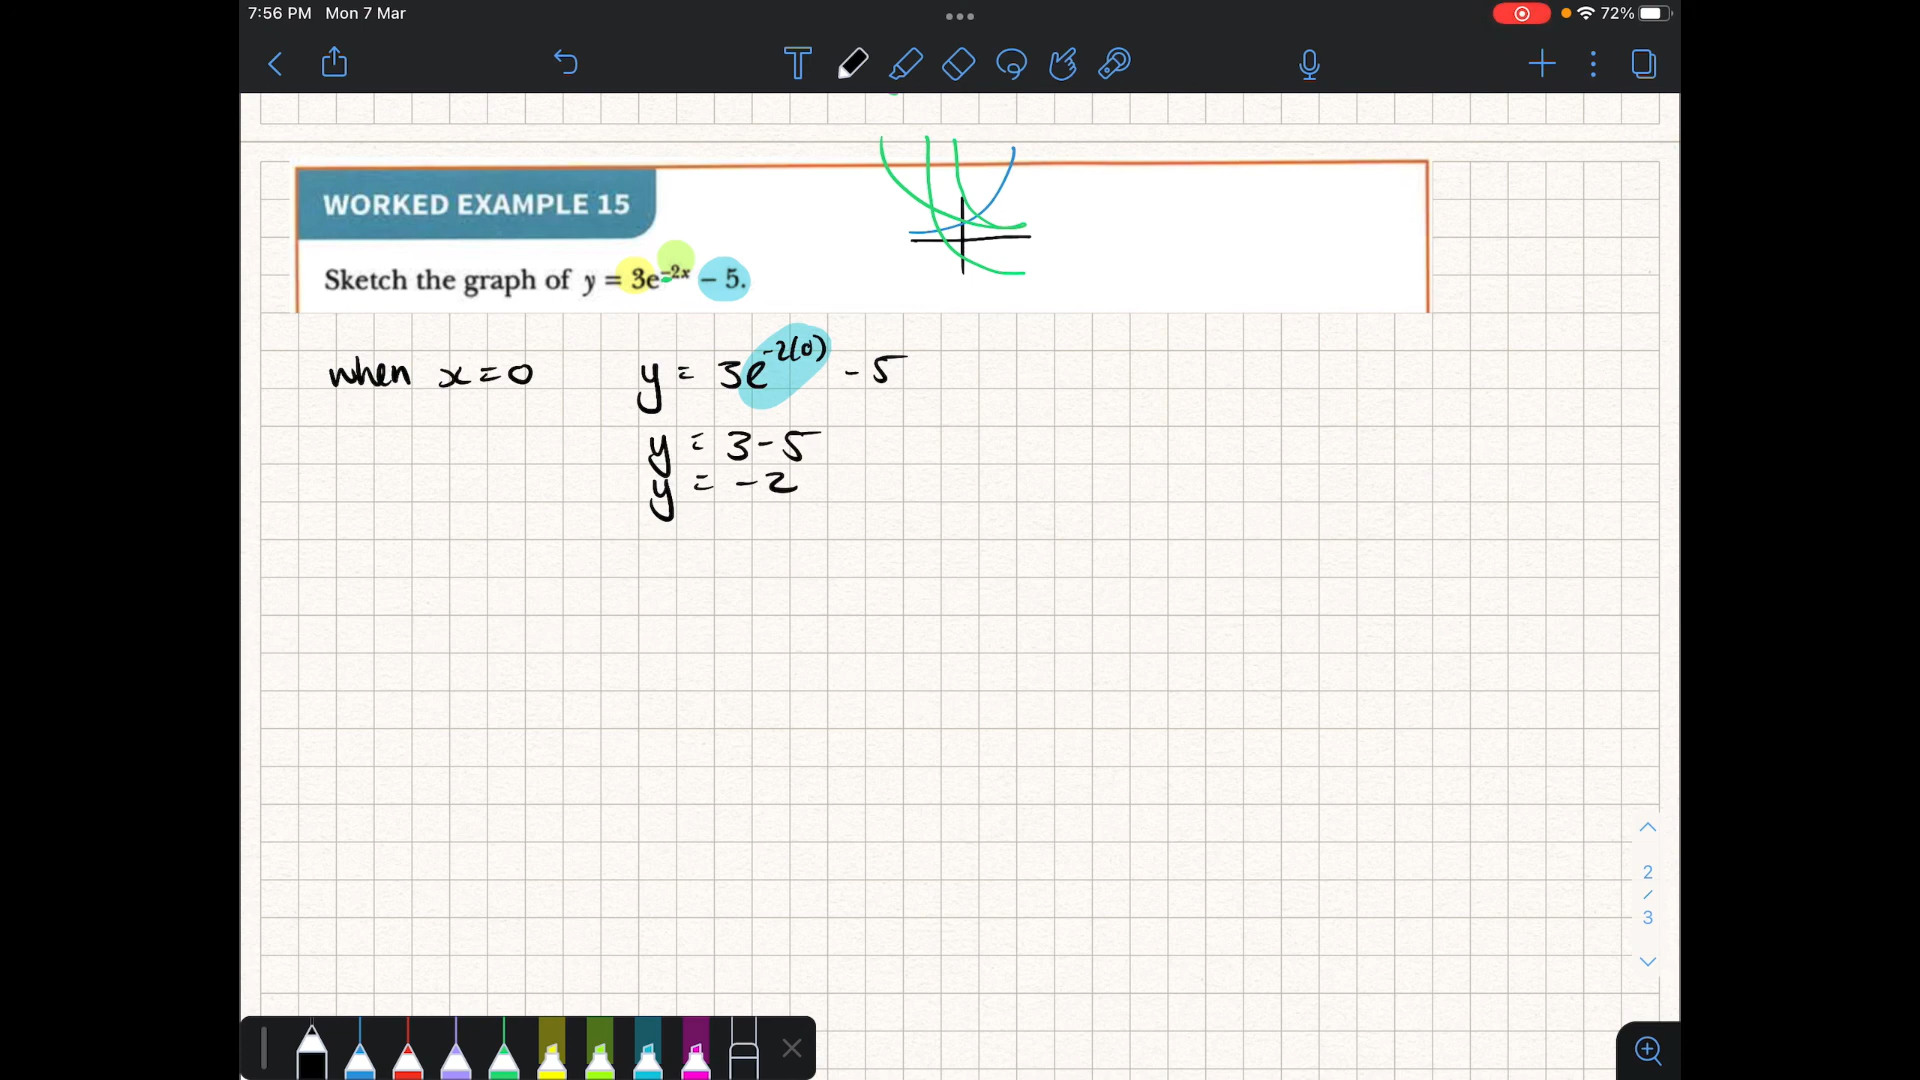 7:56 PM Mon 7 Mar
72%
T
WORKED EXAMPLE 15
Sketch the graph of y = 3e⁻²ˣ − 5.
when x = 0 y = 3e⁻²⁽⁰⁾ - 5
y = 3 - 5
y = -2
2
/
3